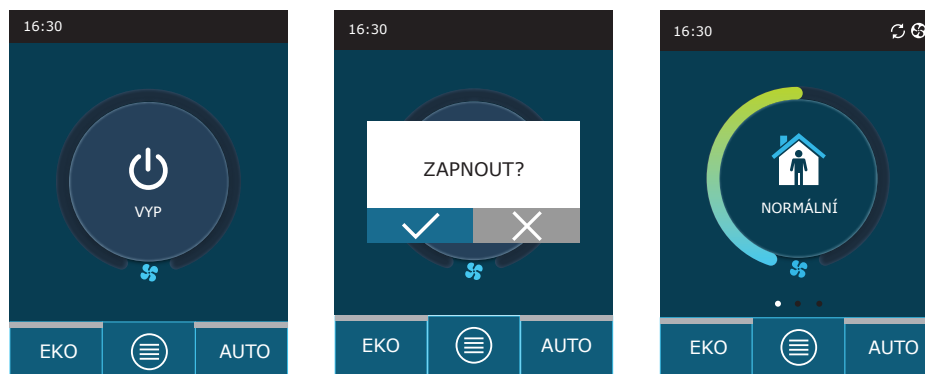 16:30
VYP
EKO
AUTO
16:30
ZAPNOUT?
EKO
AUTO
16:30
NORMÁLNÍ
EKO
AUTO